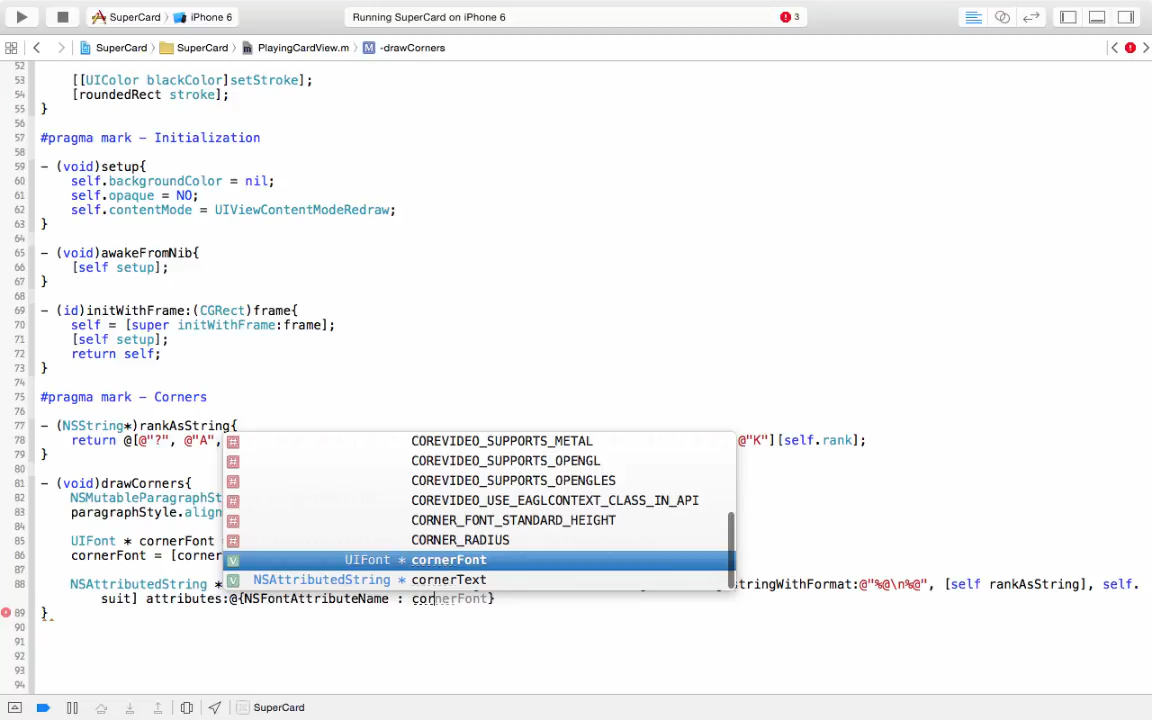 SuperCard iPhone 6 Running SuperCard on iPhone 6 3
SuperCard SuperCard PlayingCardView.m M -drawCorners
52
53 [[UIColor blackColor]setStroke];
54 [roundedRect stroke];
55 }
56
57 #pragma mark - Initialization
58
59 - (void)setup{
60 self.backgroundColor = nil;
61 self.opaque = NO;
62 self.contentMode = UIViewContentModeRedraw;
63 }
64
65 - (void)awakeFromNib{
66 [self setup];
67 }
68
69 - (id)initWithFrame:(CGRect)frame{
70 self = [super initWithFrame:frame];
71 [self setup];
72 return self;
73 }
74
75 #pragma mark - Corners
76
77 - (NSString*)rankAsString{
78 return @[@"?", @"A", @"K"][self.rank];
79 }
80
81 - (void)drawCorners{
82 NSMutableParagraphSt
83 paragraphStyle.align
84
85 UIFont * cornerFont
86 cornerFont = [corner
87
88 NSAttributedString * stringWithFormat:@"%@\n%@", [self rankAsString], self.
suit] attributes:@{NSFontAttributeName : cornerFont}
89 }
90
91
92
93
94
# COREVIDEO_SUPPORTS_METAL
# COREVIDEO_SUPPORTS_OPENGL
# COREVIDEO_SUPPORTS_OPENGLES
# COREVIDEO_USE_EAGLCONTEXT_CLASS_IN_API
# CORNER_FONT_STANDARD_HEIGHT
# CORNER_RADIUS
V UIFont * cornerFont
V NSAttributedString * cornerText
SuperCard